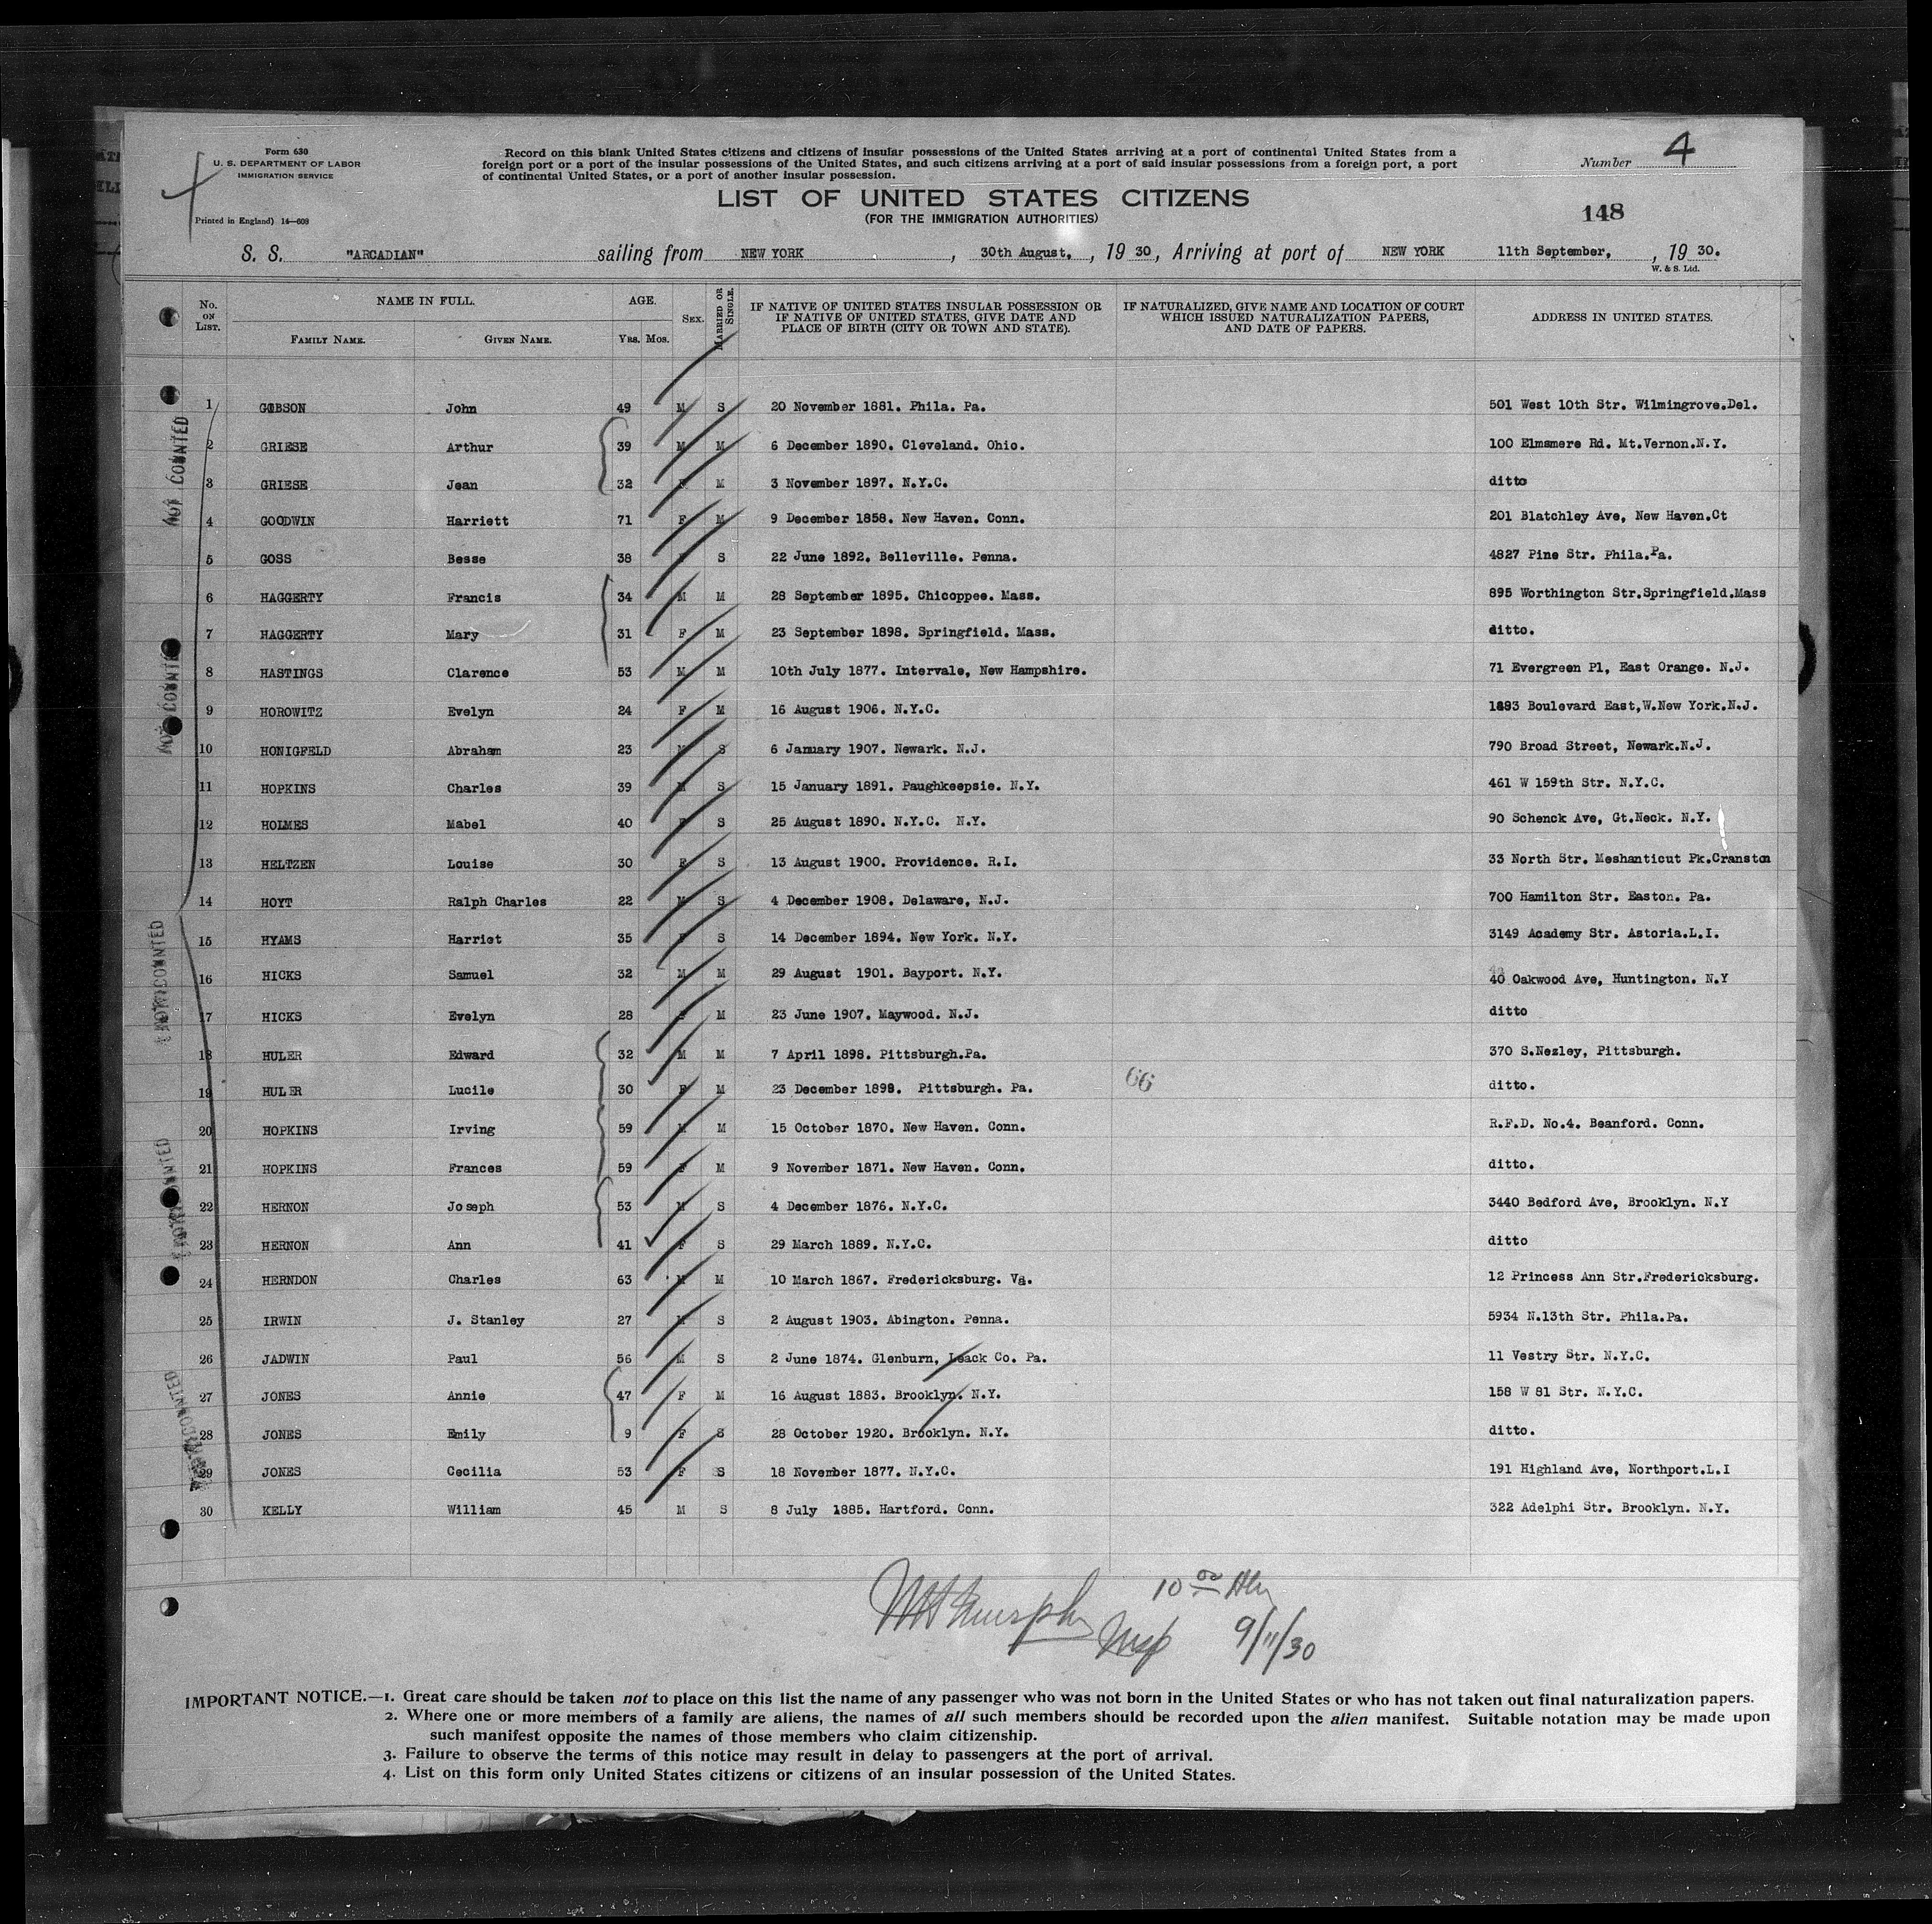 Form 630
U. S. DEPARTMENT OF LABOR
IMMIGRATION SERVICE
Printed in England) 14—608
Record on this blank United States citizens and citizens of insular possessions of the United States arriving at a port of continental United States from a
foreign port or a port of the insular possessions of the United States, and such citizens arriving at a port of said insular possessions from a foreign port, a port
of continental United States, or a port of another insular possession.
Number 4
LIST OF UNITED STATES CITIZENS
(FOR THE IMMIGRATION AUTHORITIES)
148
S. S. "ARCADIAN" sailing from NEW YORK, 30th August, 1930, Arriving at port of NEW YORK 11th September, 1930.
W. & S. Ltd.
No. ON LIST. NAME IN FULL. FAMILY NAME. GIVEN NAME. AGE. YRS. MOS. SEX. MARRIED OR SINGLE. IF NATIVE OF UNITED STATES INSULAR POSSESSION OR IF NATIVE OF UNITED STATES, GIVE DATE AND PLACE OF BIRTH (CITY OR TOWN AND STATE). IF NATURALIZED, GIVE NAME AND LOCATION OF COURT WHICH ISSUED NATURALIZATION PAPERS, AND DATE OF PAPERS. ADDRESS IN UNITED STATES.
1 GIBSON John 49 M S 20 November 1881. Phila. Pa. 501 West 10th Str. Wilmingrove.Del.
2 GRIESE Arthur 39 M M 6 December 1890. Cleveland. Ohio. 100 Elmsmere Rd. Mt.Vernon.N.Y.
3 GRIESE Jean 32 F M 3 November 1897. N.Y.C. ditto
4 GOODWIN Harriett 71 F M 9 December 1858. New Haven. Conn. 201 Blatchley Ave, New Haven.Ct
5 GOSS Besse 38 F S 22 June 1892. Belleville. Penna. 4827 Pine Str. Phila.Pa.
6 HAGGERTY Francis 34 M M 28 September 1895. Chicoppee. Mass. 895 Worthington Str.Springfield.Mass
7 HAGGERTY Mary 31 F M 23 September 1898. Springfield. Mass. ditto.
8 HASTINGS Clarence 53 M M 10th July 1877. Intervale, New Hampshire. 71 Evergreen Pl, East Orange. N.J.
9 HOROWITZ Evelyn 24 F M 16 August 1906. N.Y.C. 1883 Boulevard East,W.New York.N.J.
10 HONIGFELD Abraham 23 M S 6 January 1907. Newark. N.J. 790 Broad Street, Newark.N.J.
11 HOPKINS Charles 39 M S 15 January 1891. Paughkeepsie. N.Y. 461 W 159th Str. N.Y.C.
12 HOLMES Mabel 40 F S 25 August 1890. N.Y.C. N.Y. 90 Schenck Ave, Gt.Neck. N.Y.
13 HELTZEN Louise 30 F S 13 August 1900. Providence. R.I. 33 North Str. Meshanticut Pk.Cranston
14 HOYT Ralph Charles 22 M S 4 December 1908. Delaware, N.J. 700 Hamilton Str. Easton. Pa.
15 HYAMS Harriet 35 F S 14 December 1894. New York. N.Y. 3149 Academy Str. Astoria.L.I.
16 HICKS Samuel 32 M M 29 August 1901. Bayport. N.Y. 40 Oakwood Ave, Huntington. N.Y
17 HICKS Evelyn 28 F M 23 June 1907. Maywood. N.J. ditto
18 HULER Edward 32 M M 7 April 1898. Pittsburgh.Pa. 370 S.Nezley, Pittsburgh.
19 HULER Lucile 30 F M 23 December 1899. Pittsburgh. Pa. 66 ditto.
20 HOPKINS Irving 59 M M 15 October 1870. New Haven. Conn. R.F.D. No.4. Beanford. Conn.
21 HOPKINS Frances 59 F M 9 November 1871. New Haven. Conn. ditto.
22 HERNON Joseph 53 M S 4 December 1876. N.Y.C. 3440 Bedford Ave, Brooklyn. N.Y
23 HERNON Ann 41 F S 29 March 1889. N.Y.C. ditto
24 HERNDON Charles 63 M M 10 March 1867. Fredericksburg. Va. 12 Princess Ann Str.Fredericksburg.
25 IRWIN J. Stanley 27 M S 2 August 1903. Abington. Penna. 5934 N.13th Str. Phila.Pa.
26 JADWIN Paul 56 M S 2 June 1874. Glenburn, Leack Co. Pa. 11 Vestry Str. N.Y.C.
27 JONES Annie 47 F M 16 August 1883. Brooklyn. N.Y. 158 W 81 Str. N.Y.C.
28 JONES Emily 9 F S 28 October 1920. Brooklyn. N.Y. ditto.
29 JONES Cecilia 53 F S 18 November 1877. N.Y.C. 191 Highland Ave, Northport.L.I
30 KELLY William 45 M S 8 July 1885. Hartford. Conn. 322 Adelphi Str. Brooklyn. N.Y.
NOT COUNTED
NOT COUNTED
NOT COUNTED
NOT COUNTED
NOT COUNTED
Murphy Insp 10 00 AM
9/11/30
IMPORTANT NOTICE.—1. Great care should be taken not to place on this list the name of any passenger who was not born in the United States or who has not taken out final naturalization papers.
2. Where one or more members of a family are aliens, the names of all such members should be recorded upon the alien manifest. Suitable notation may be made upon
such manifest opposite the names of those members who claim citizenship.
3. Failure to observe the terms of this notice may result in delay to passengers at the port of arrival.
4. List on this form only United States citizens or citizens of an insular possession of the United States.